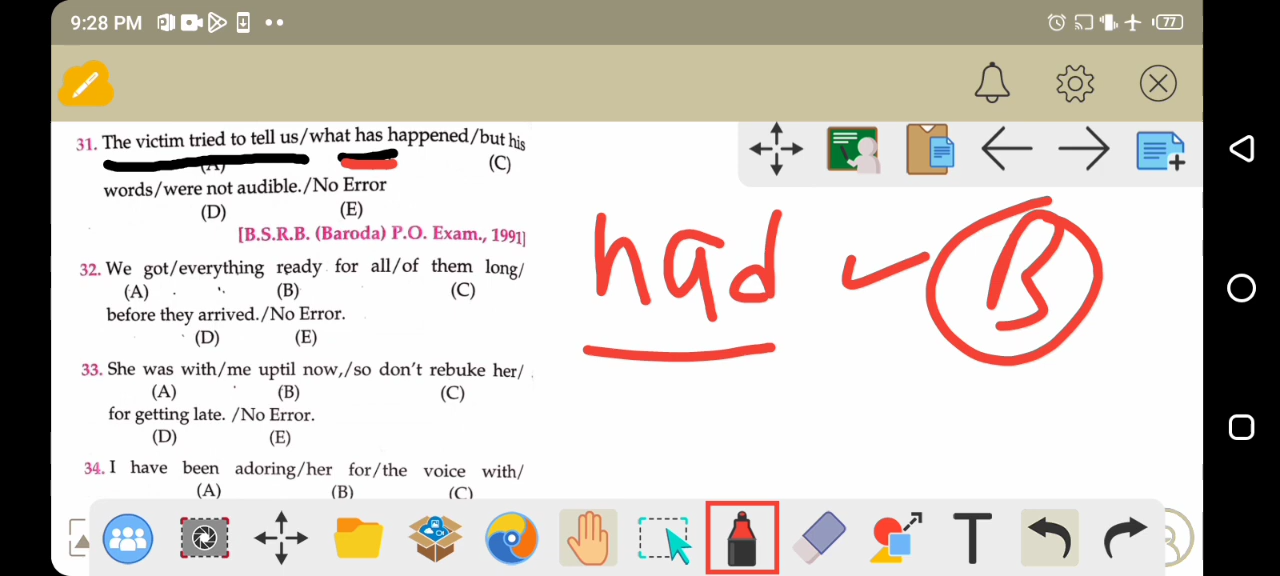 9:28 PM
77
31. The victim tried to tell us/what has happened/but his
(A) (C)
words/were not audible./No Error
(D) (E)
[B.S.R.B. (Baroda) P.O. Exam., 1991]
32. We got/everything ready for all/of them long/
(A) (B) (C)
before they arrived./No Error.
(D) (E)
33. She was with/me uptil now,/so don't rebuke her/
(A) (B) (C)
for getting late. /No Error.
(D) (E)
34. I have been adoring/her for/the voice with/
(A) (B) (C)
had
B
T